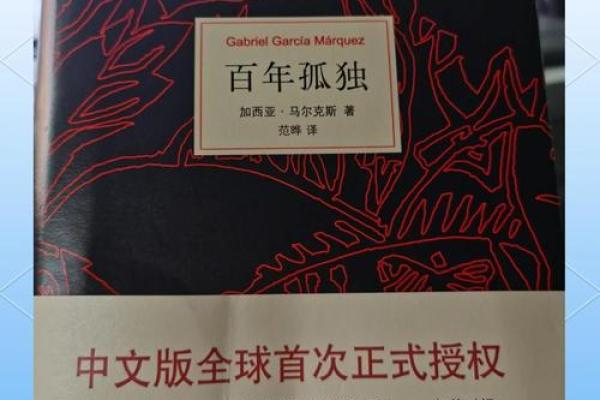 Gabriel García Márquez
百年孤独
加西亚·马尔克斯 著
范晔 译
中文版全球首次正式授权